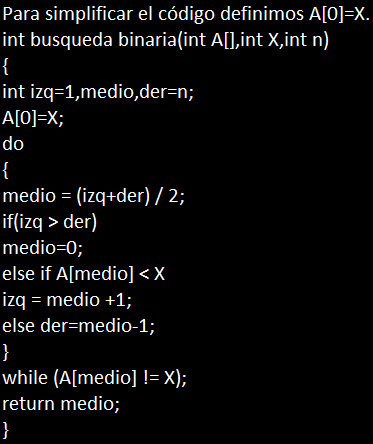 Para simplificar el código definimos A[0]=X.
int busqueda binaria(int A[],int X,int n)
{
int izq=1,medio,der=n;
A[0]=X;
do
{
medio = (izq+der) / 2;
if(izq > der)
medio=0;
else if A[medio] < X
izq = medio +1;
else der=medio-1;
}
while (A[medio] != X);
return medio;
}